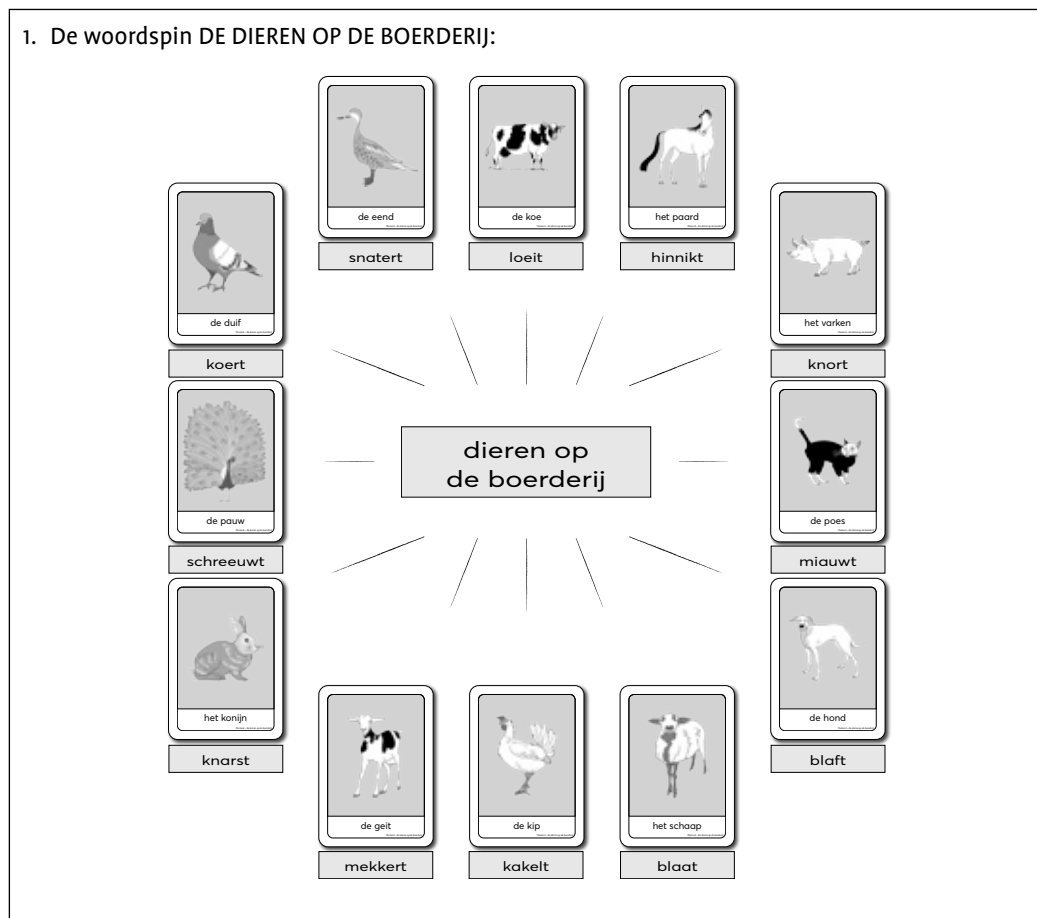 1. De woordspin DE DIEREN OP DE BOERDERIJ:
de eend
snatert
de koe
loeit
het paard
hinnikt
de duif
koert
het varken
knort
dieren op
de boerderij
de pauw
schreeuwt
de poes
miauwt
het konijn
knarst
de hond
blaft
de geit
mekkert
de kip
kakelt
het schaap
blaat